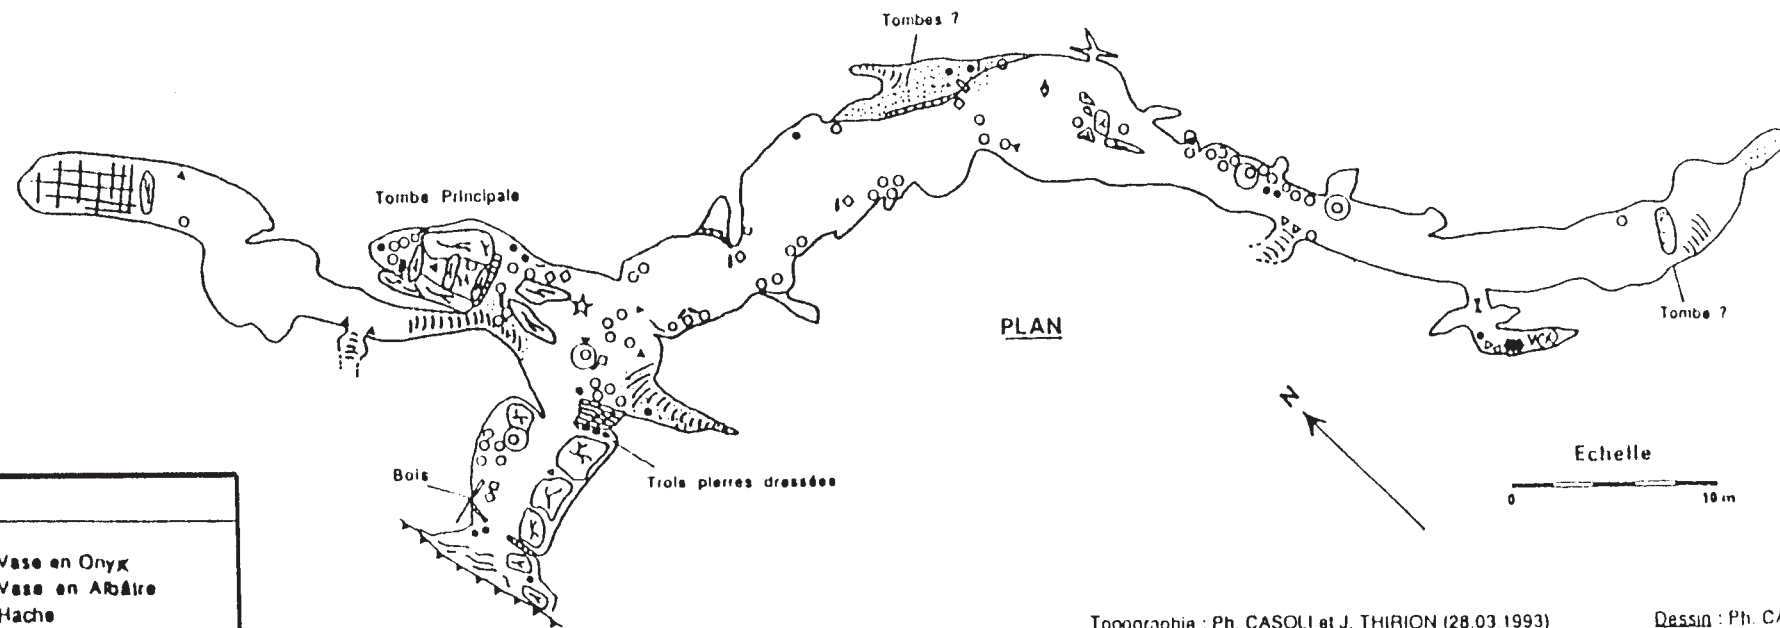 Tombes ?
Tombe Principale
PLAN
Tombe ?
N
Bois
Trois pierres dressées
Echelle
0 10 m
Vase en Onyx
Vase en Albâtre
Hache
Topographie : Ph. CASOLI et J. THIRION (28.03.1993)
Dessin : Ph. CA